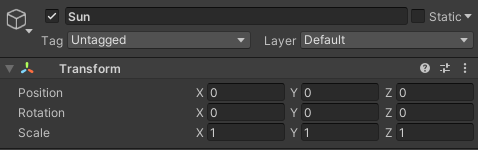 Sun Static
Tag Untagged Layer Default
Transform
Position X 0 Y 0 Z 0
Rotation X 0 Y 0 Z 0
Scale X 1 Y 1 Z 1